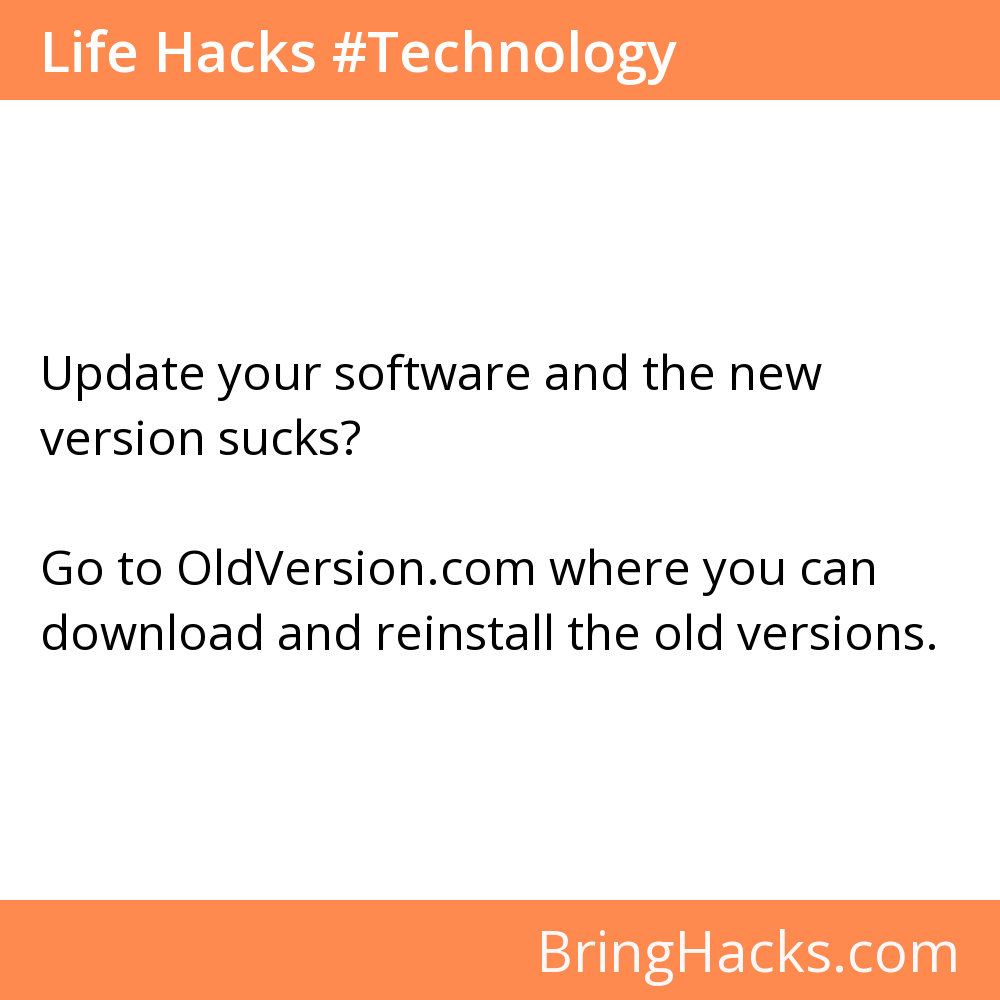 Life Hacks #Technology
Update your software and the new
version sucks?
Go to OldVersion.com where you can
download and reinstall the old versions.
BringHacks.com